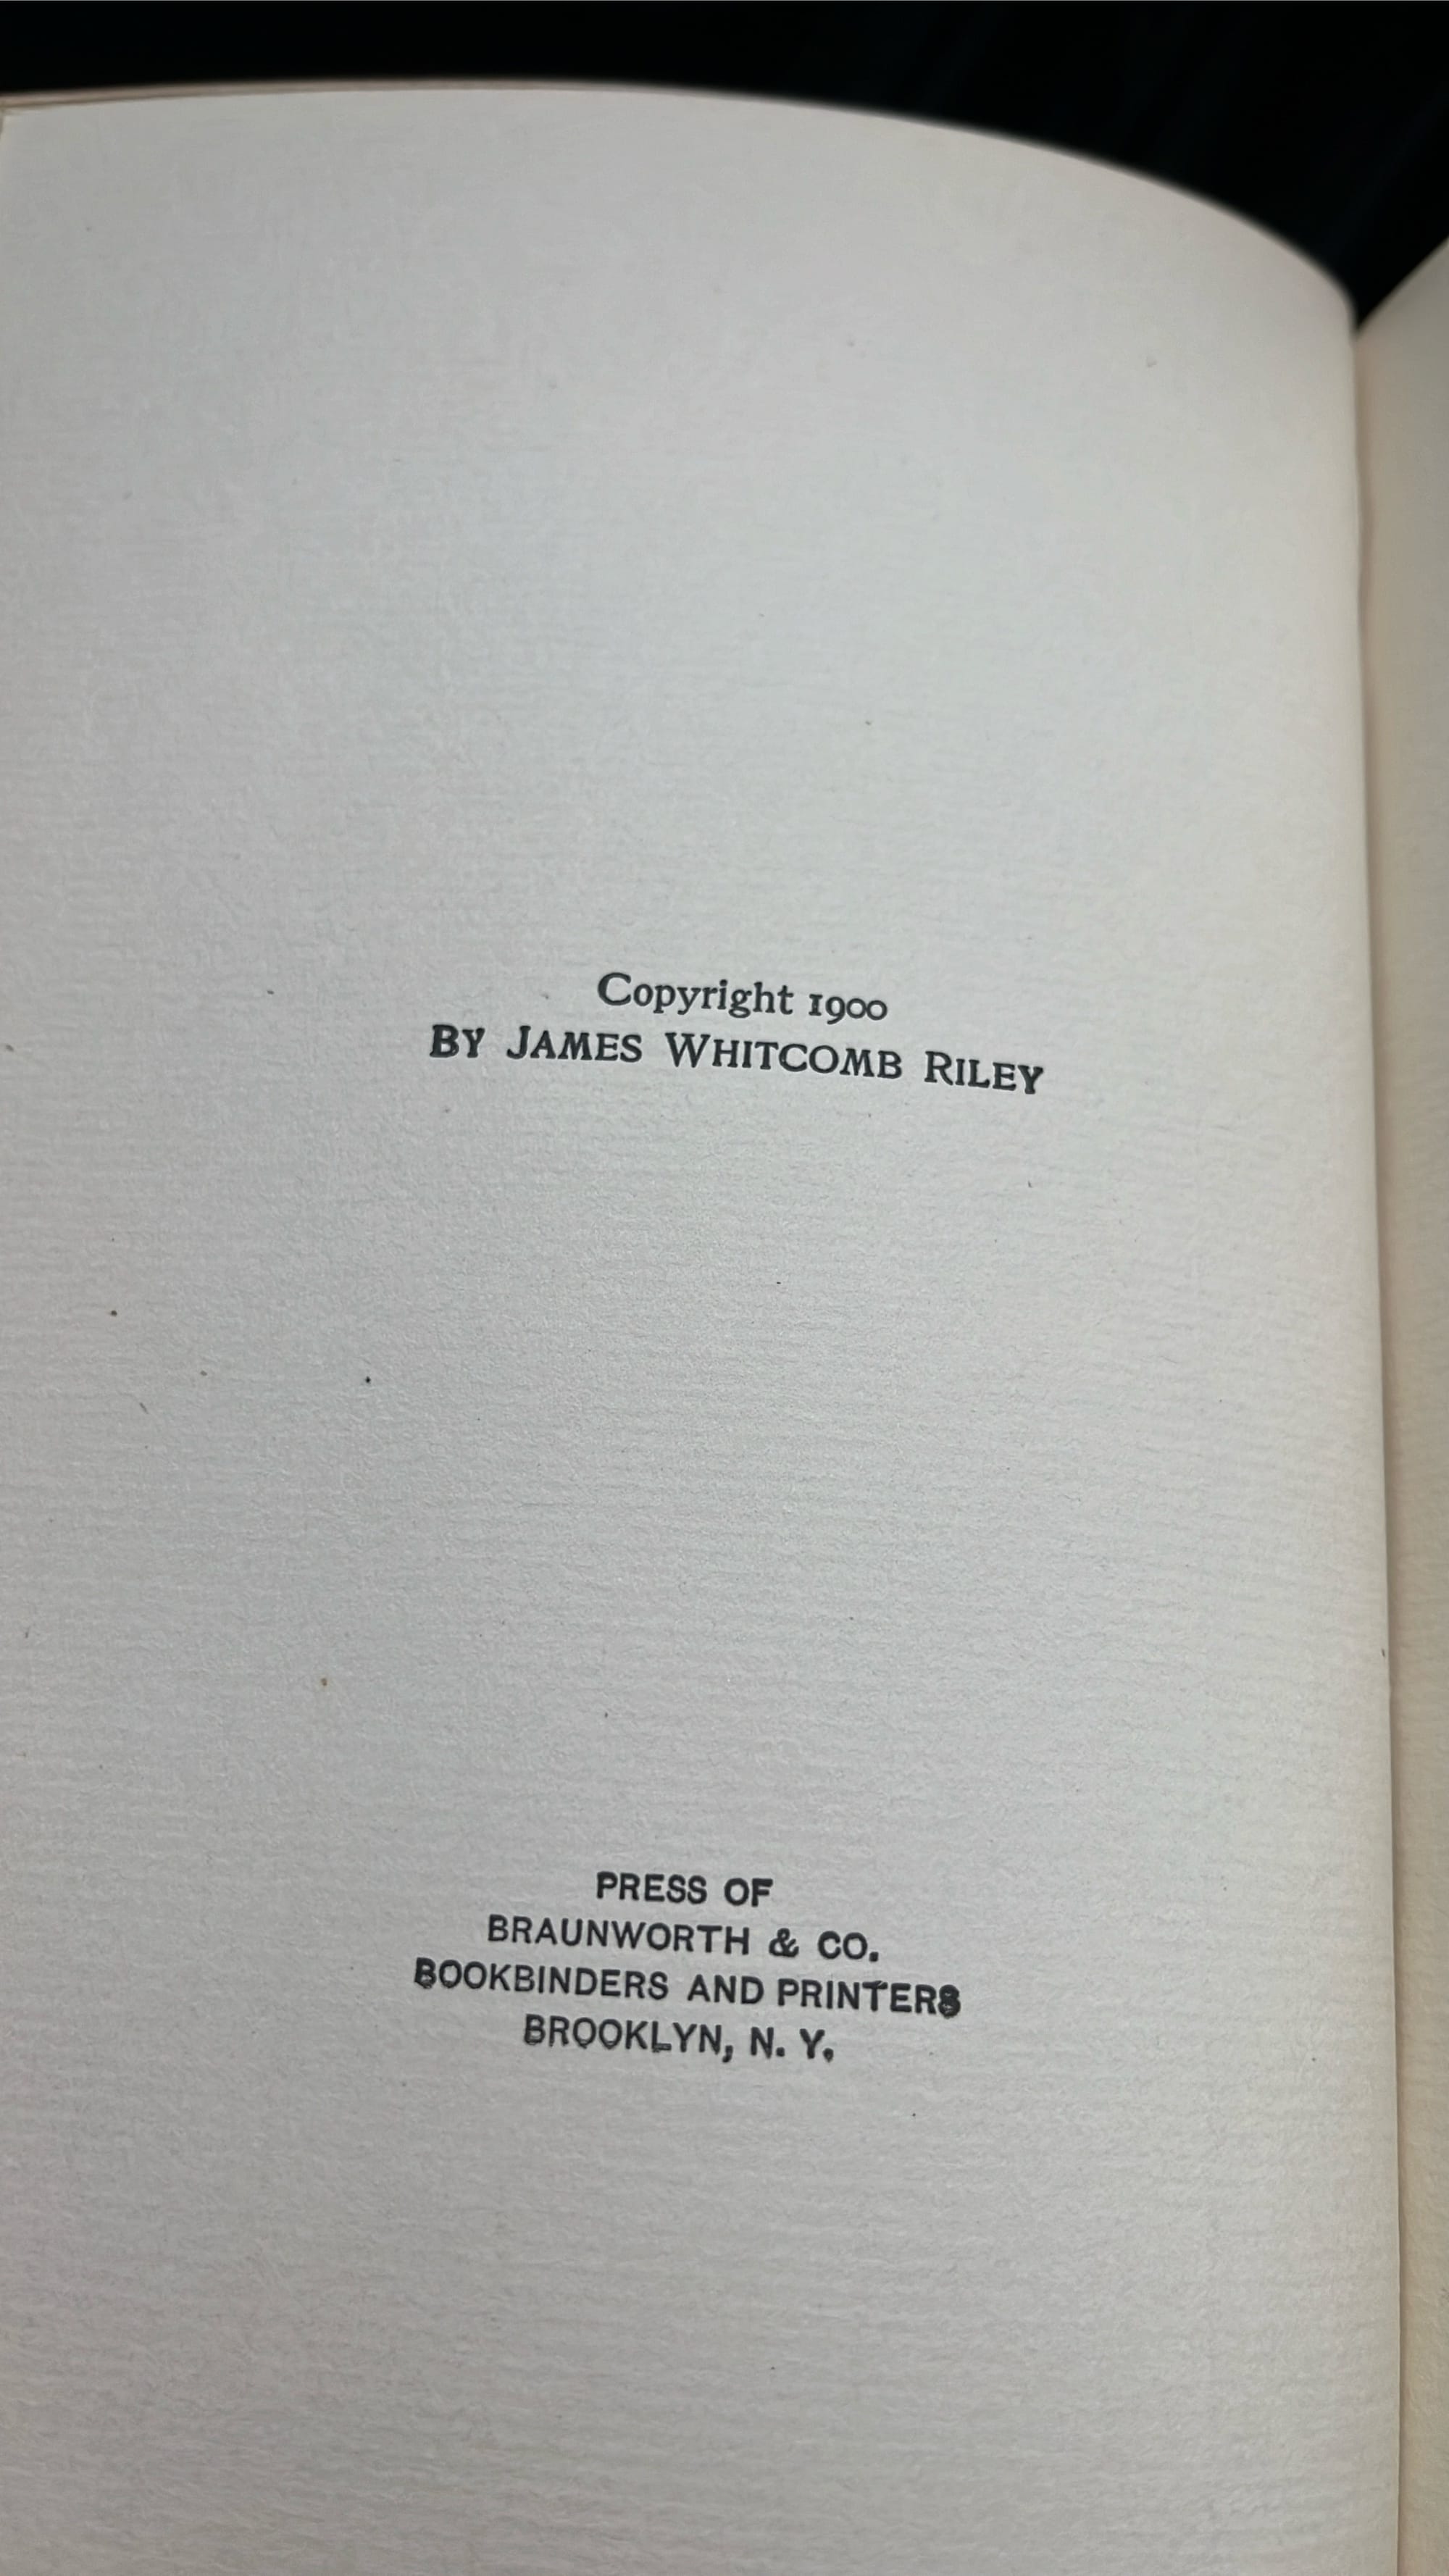 Copyright 1900
BY JAMES WHITCOMB RILEY
PRESS OF
BRAUNWORTH & CO.
BOOKBINDERS AND PRINTERS
BROOKLYN, N. Y.